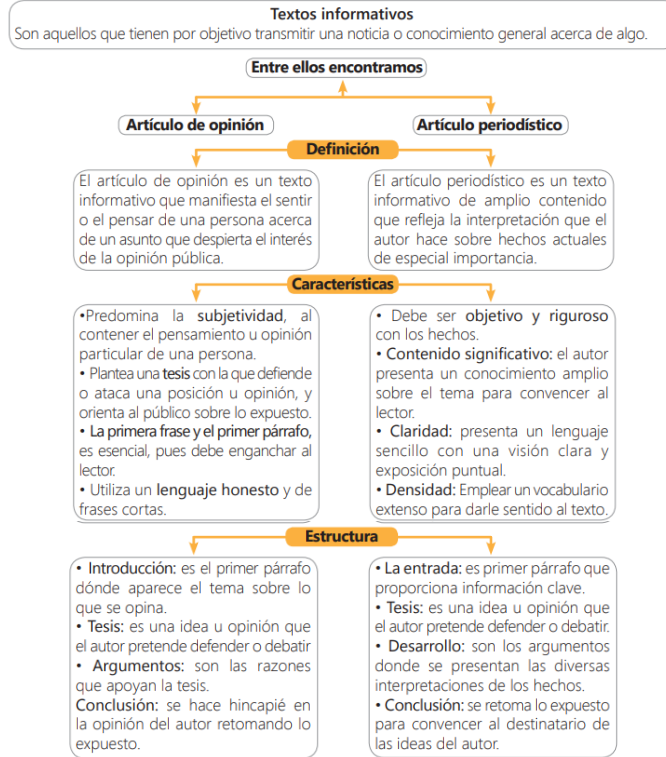 Textos informativos
Son aquellos que tienen por objetivo transmitir una noticia o conocimiento general acerca de algo.
Entre ellos encontramos
Artículo de opinión
Artículo periodístico
Definición
El artículo de opinión es un texto
informativo que manifiesta el sentir
o el pensar de una persona acerca
de un asunto que despierta el interés
de la opinión pública.
El artículo periodístico es un texto
informativo de amplio contenido
que refleja la interpretación que el
autor hace sobre hechos actuales
de especial importancia.
Características
•Predomina la subjetividad, al
contener el pensamiento u opinión
particular de una persona.
• Plantea una tesis con la que defiende
o ataca una posición u opinión, y
orienta al público sobre lo expuesto.
• La primera frase y el primer párrafo,
es esencial, pues debe enganchar al
lector.
• Utiliza un lenguaje honesto y de
frases cortas.
• Debe ser objetivo y riguroso
con los hechos.
• Contenido significativo: el autor
presenta un conocimiento amplio
sobre el tema para convencer al
lector.
• Claridad: presenta un lenguaje
sencillo con una visión clara y
exposición puntual.
• Densidad: Emplear un vocabulario
extenso para darle sentido al texto.
Estructura
• Introducción: es el primer párrafo
dónde aparece el tema sobre lo
que se opina.
• Tesis: es una idea u opinión que
el autor pretende defender o debatir
• Argumentos: son las razones
que apoyan la tesis.
Conclusión: se hace hincapié en
la opinión del autor retomando lo
expuesto.
• La entrada: es primer párrafo que
proporciona información clave.
• Tesis: es una idea u opinión que
el autor pretende defender o debatir.
• Desarrollo: son los argumentos
donde se presentan las diversas
interpretaciones de los hechos.
• Conclusión: se retoma lo expuesto
para convencer al destinatario de
las ideas del autor.